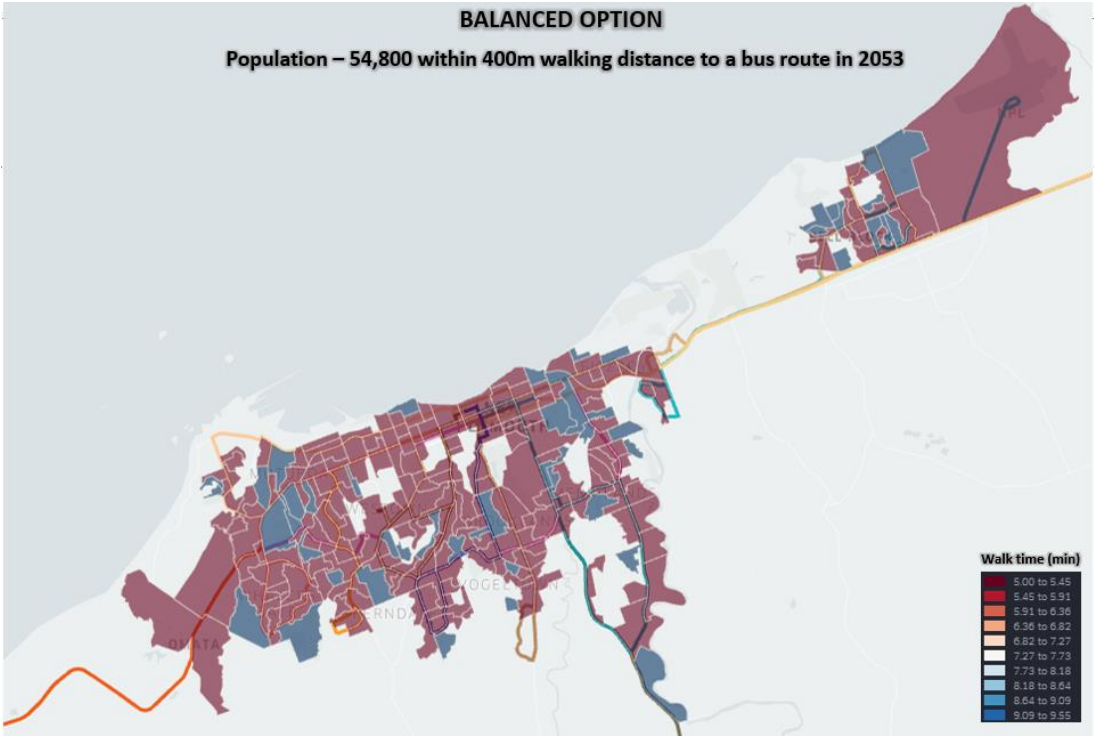 BALANCED OPTION
Population – 54,800 within 400m walking distance to a bus route in 2053
NPL
OMATA
Walk time (min)
5.00 to 5.45
5.45 to 5.91
5.91 to 6.36
6.36 to 6.82
6.82 to 7.27
7.27 to 7.73
7.73 to 8.18
8.18 to 8.64
8.64 to 9.09
9.09 to 9.55